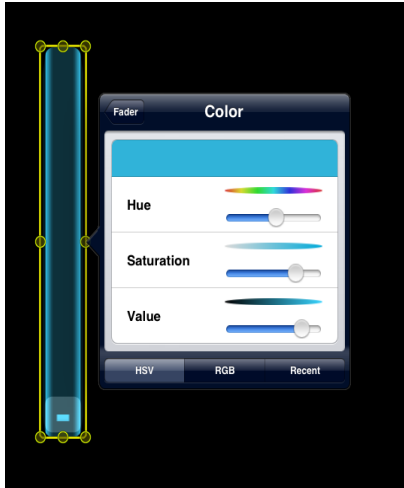 Fader
Color
Hue
Saturation
Value
HSV
RGB
Recent